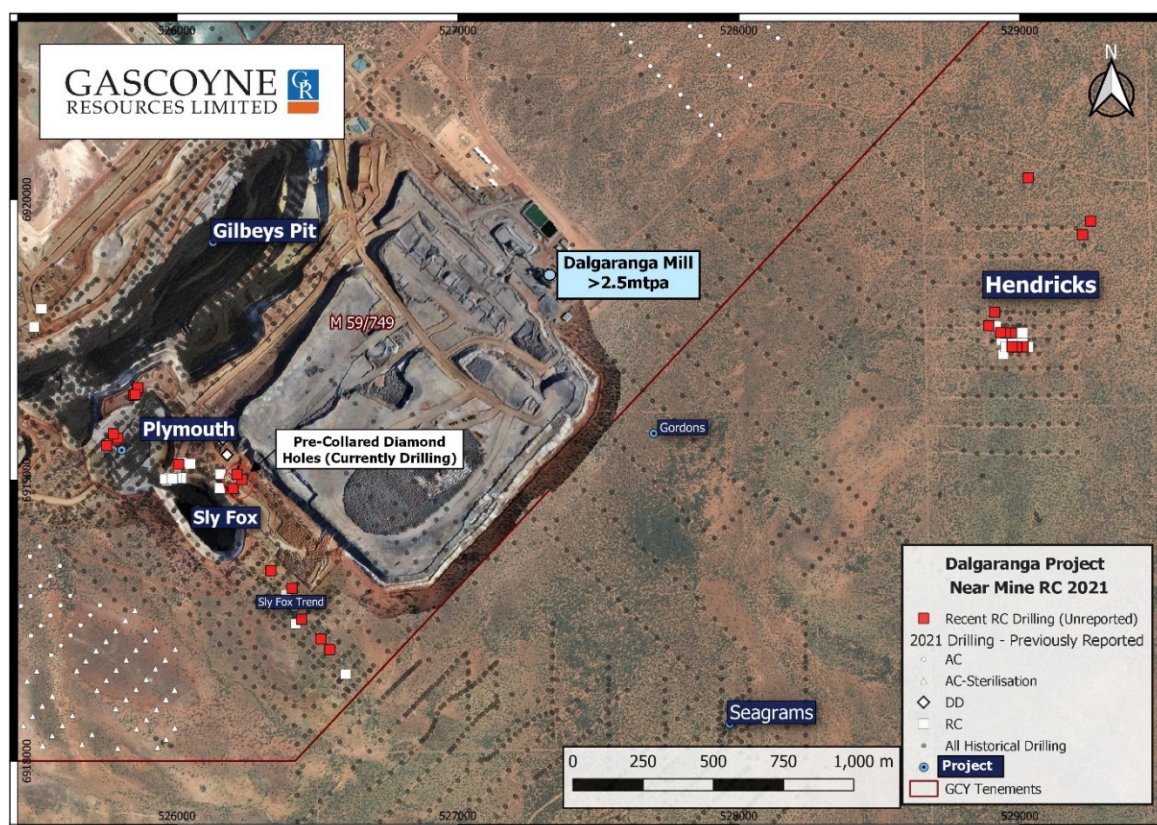 526000
527000
528000
529000
GASCOYNE
RESOURCES LIMITED
GR
N
6920000
Gilbeys Pit
Dalgaranga Mill
>2.5mtpa
Hendricks
M 59/749
Plymouth
Pre-Collared Diamond
Holes (Currently Drilling)
Gordons
6919000
Sly Fox
Sly Fox Trend
Seagrams
Dalgaranga Project
Near Mine RC 2021
Recent RC Drilling (Unreported)
2021 Drilling - Previously Reported
AC
AC-Sterilisation
DD
RC
All Historical Drilling
Project
GCY Tenements
6918000
0 250 500 750 1,000 m
526000
527000
528000
529000